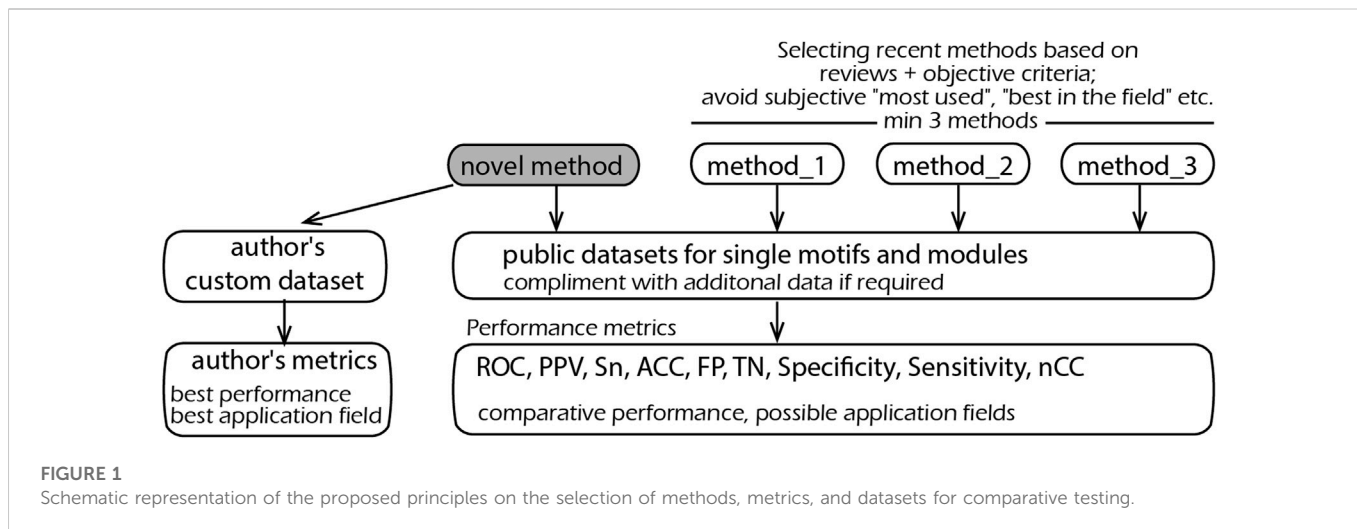 Selecting recent methods based on
reviews + objective criteria;
avoid subjective "most used", "best in the field" etc.
min 3 methods
novel method
method_1
method_2
method_3
author's
custom dataset
public datasets for single motifs and modules
compliment with additonal data if required
Performance metrics
author's metrics
best performance
best application field
ROC, PPV, Sn, ACC, FP, TN, Specificity, Sensitivity, nCC
comparative performance, possible application fields
FIGURE 1
Schematic representation of the proposed principles on the selection of methods, metrics, and datasets for comparative testing.